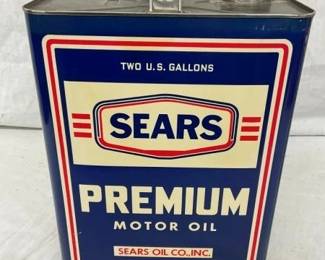 TWO U.S. GALLONS
SEARS
PREMIUM
MOTOR OIL
SEARS OIL CO., INC.